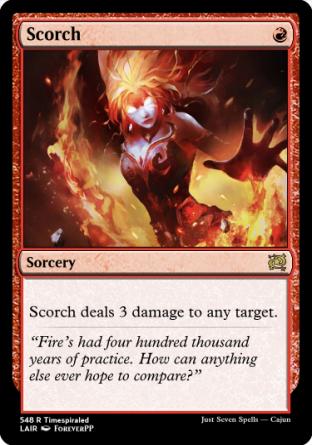 Scorch
Sorcery
Scorch deals 3 damage to any target.
“Fire’s had four hundred thousand
years of practice. How can anything
else ever hope to compare?”
548 R Timespiraled
Just Seven Spells — Cajun
LAIR ForeverPP